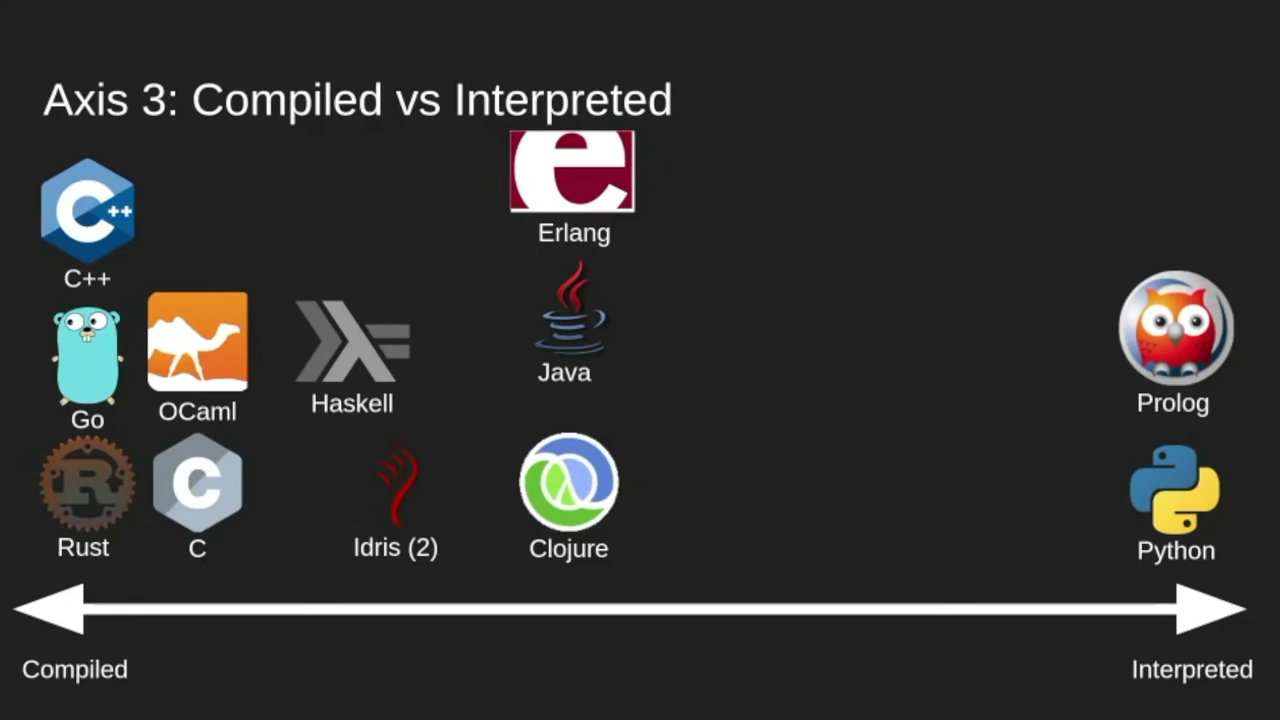 Axis 3: Compiled vs Interpreted
e
Erlang
C++
C++
Java
Go
OCaml
Haskell
Prolog
R
C
Rust
C
Idris (2)
Clojure
Python
Compiled
Interpreted